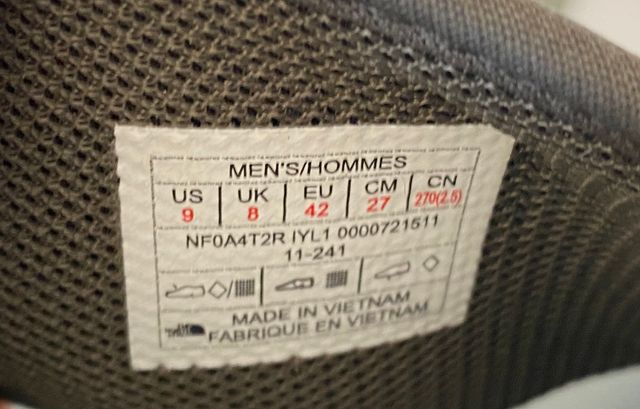 MEN'S/HOMMES
US UK EU CM CN
9 8 42 27 270(2.5)
NF0A4T2R IYL1 0000721511
11-241
MADE IN VIETNAM
FABRIQUE EN VIETNAM